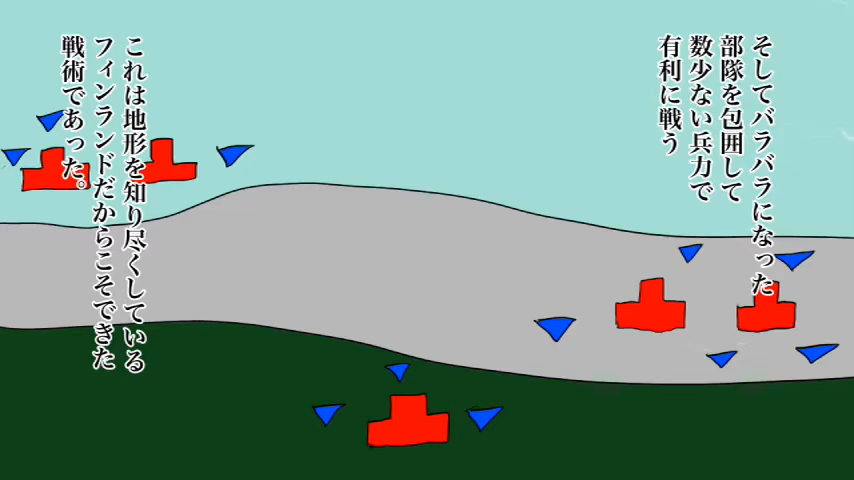 そしてバラバラになった
部隊を包囲して
数少ない兵力で
有利に戦う
これは地形を知り尽くしている
フィンランドだからこそできた
戦術であった。